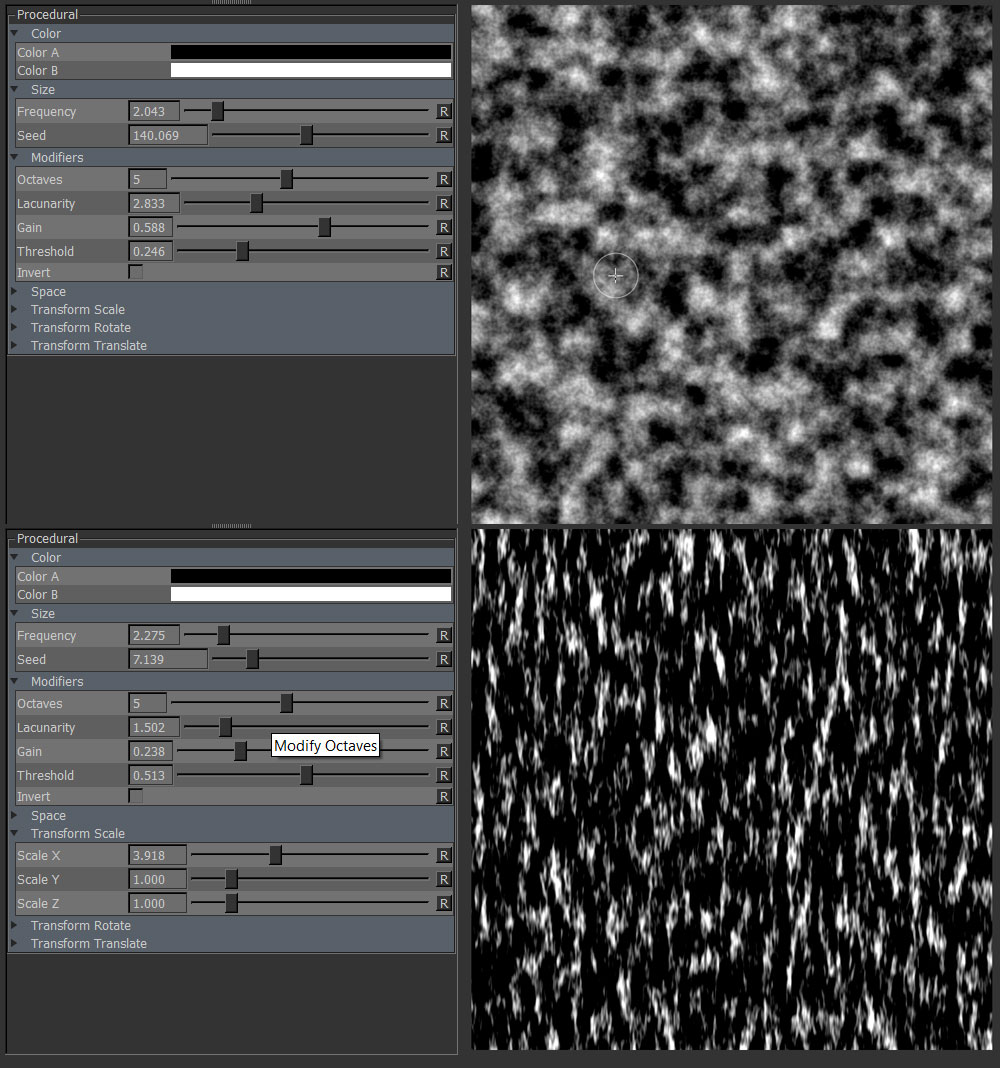 Procedural
Color
Color A
Color B
Size
Frequency 2.043 R
Seed 140.069 R
Modifiers
Octaves 5 R
Lacunarity 2.833 R
Gain 0.588 R
Threshold 0.246 R
Invert R
Space
Transform Scale
Transform Rotate
Transform Translate
Procedural
Color
Color A
Color B
Size
Frequency 2.275 R
Seed 7.139 R
Modifiers
Octaves 5 R
Lacunarity 1.502 R
Modify Octaves
Gain 0.238 R
Threshold 0.513 R
Invert R
Space
Transform Scale
Scale X 3.918 R
Scale Y 1.000 R
Scale Z 1.000 R
Transform Rotate
Transform Translate